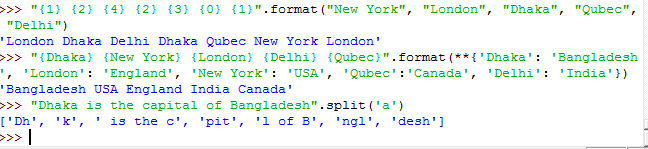 >>> "{1} {2} {4} {2} {3} {0} {1}".format("New York", "London", "Dhaka", "Qubec",
 "Delhi")
'London Dhaka Delhi Dhaka Qubec New York London'
>>> "{Dhaka} {New York} {London} {Delhi} {Qubec}".format(**{'Dhaka': 'Bangladesh
', 'London': 'England', 'New York': 'USA', 'Qubec':'Canada', 'Delhi': 'India'})
'Bangladesh USA England India Canada'
>>> "Dhaka is the capital of Bangladesh".split('a')
['Dh', 'k', ' is the c', 'pit', 'l of B', 'ngl', 'desh']
>>>